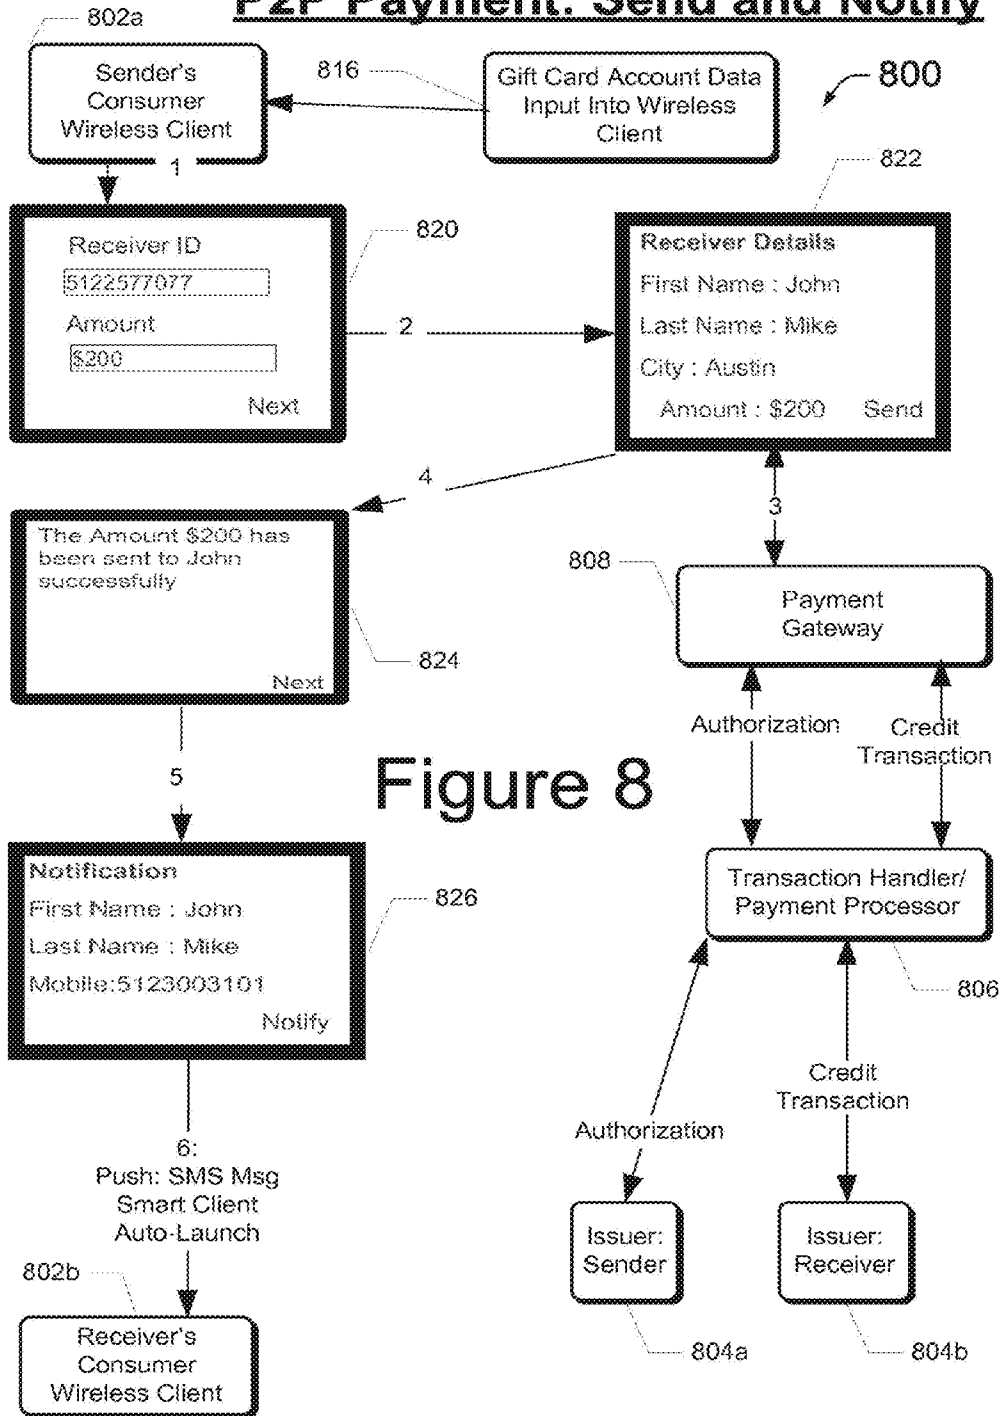 P2P Payment: Send and Notify
802a
Sender's
Consumer
Wireless Client
816
Gift Card Account Data
Input Into Wireless
Client
800
1
822
Receiver ID
5122577077
Amount
$200
Next
820
2
Receiver Details
First Name : John
Last Name : Mike
City : Austin
Amount : $200 Send
4
3
The Amount $200 has
been sent to John
successfully
Next
824
808
Payment
Gateway
Authorization
Credit
Transaction
5
Figure 8
Notification
First Name : John
Last Name : Mike
Mobile:5123003101
Notify
826
Transaction Handler/
Payment Processor
806
Credit
Transaction
Authorization
6:
Push: SMS Msg
Smart Client
Auto-Launch
802b
Receiver's
Consumer
Wireless Client
Issuer:
Sender
Issuer:
Receiver
804a
804b